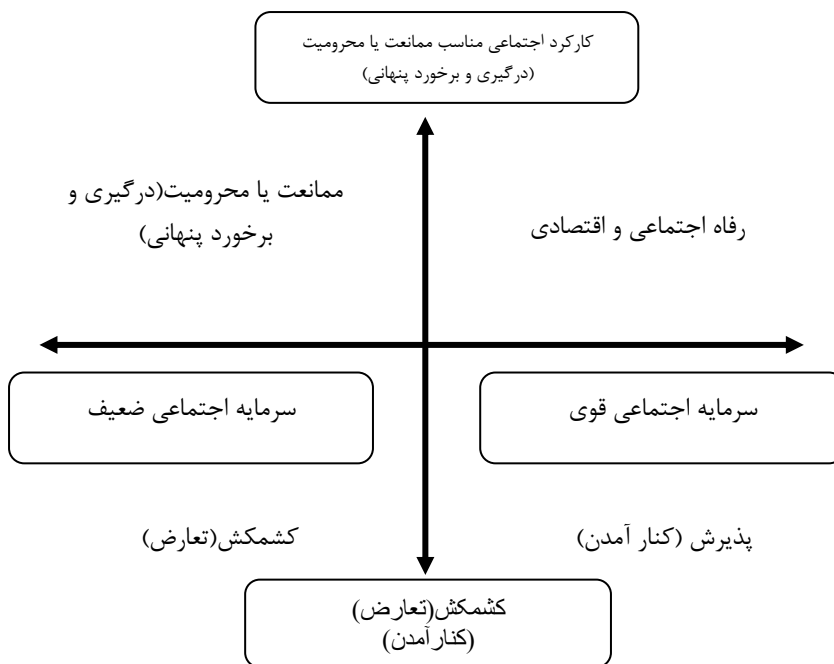 کارکرد اجتماعی مناسب ممانعت یا محرومیت
(درگیری و برخورد پنهانی)
ممانعت یا محرومیت(درگیری و
برخورد پنهانی)
رفاه اجتماعی و اقتصادی
سرمایه اجتماعی قوی
سرمایه اجتماعی ضعیف
پذیرش (کنار آمدن)
کشمکش(تعارض)
کشمکش(تعارض)
(کنارآمدن)